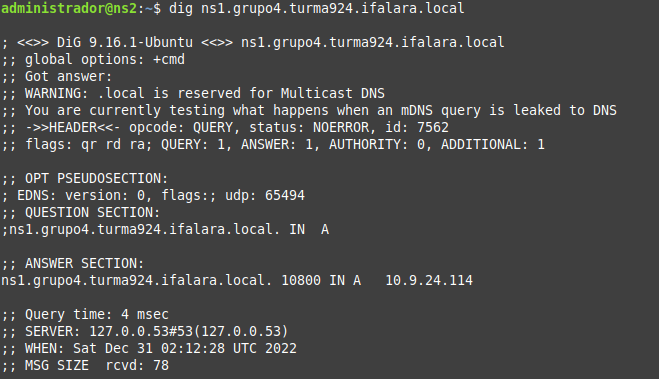 administrador@ns2:~$ dig ns1.grupo4.turma924.ifalara.local
; <<>> DiG 9.16.1-Ubuntu <<>> ns1.grupo4.turma924.ifalara.local
;; global options: +cmd
;; Got answer:
;; WARNING: .local is reserved for Multicast DNS
;; You are currently testing what happens when an mDNS query is leaked to DNS
;; ->>HEADER<<- opcode: QUERY, status: NOERROR, id: 7562
;; flags: qr rd ra; QUERY: 1, ANSWER: 1, AUTHORITY: 0, ADDITIONAL: 1
;; OPT PSEUDOSECTION:
; EDNS: version: 0, flags:; udp: 65494
;; QUESTION SECTION:
;ns1.grupo4.turma924.ifalara.local. IN A
;; ANSWER SECTION:
ns1.grupo4.turma924.ifalara.local. 10800 IN A 10.9.24.114
;; Query time: 4 msec
;; SERVER: 127.0.0.53#53(127.0.0.53)
;; WHEN: Sat Dec 31 02:12:28 UTC 2022
;; MSG SIZE rcvd: 78